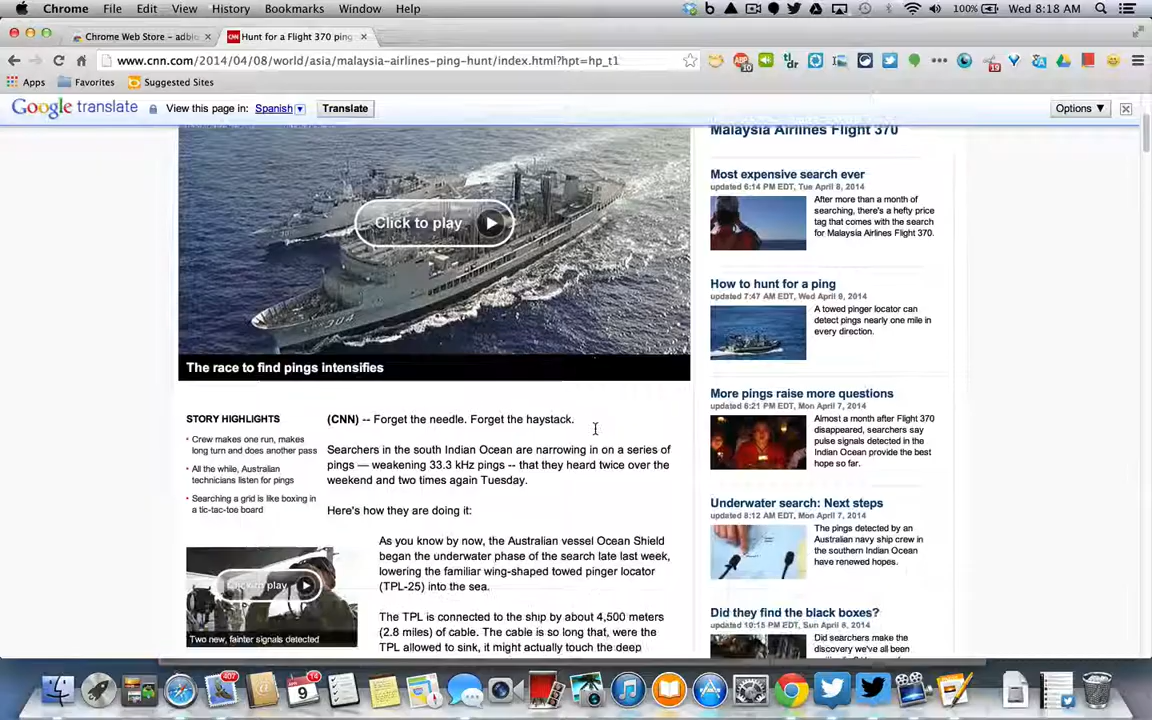 Chrome File Edit View History Bookmarks Window Help 100% Wed 8:18 AM
Chrome Web Store - adbl × Hunt for a Flight 370 ping ×
www.cnn.com/2014/04/08/world/asia/malaysia-airlines-ping-hunt/index.html?hpt=hp_t1
Apps Favorites Suggested Sites
Google translate View this page in: Spanish Translate Options ▼
Click to play
The race to find pings intensifies
STORY HIGHLIGHTS
• Crew makes one run, makes
long turn and does another pass
• All the while, Australian
technicians listen for pings
• Searching a grid is like boxing in
a tic-tac-toe board
Click to play
Two new, fainter signals detected
(CNN) -- Forget the needle. Forget the haystack.
Searchers in the south Indian Ocean are narrowing in on a series of
pings — weakening 33.3 kHz pings -- that they heard twice over the
weekend and two times again Tuesday.
Here's how they are doing it:
As you know by now, the Australian vessel Ocean Shield
began the underwater phase of the search late last week,
lowering the familiar wing-shaped towed pinger locator
(TPL-25) into the sea.
The TPL is connected to the ship by about 4,500 meters
(2.8 miles) of cable. The cable is so long that, were the
TPL allowed to sink, it might actually touch the deep
Malaysia Airlines Flight 370
Most expensive search ever
updated 6:14 PM EDT, Tue April 8, 2014
After more than a month of
searching, there's a hefty price
tag that comes with the search
for Malaysia Airlines Flight 370.
How to hunt for a ping
updated 7:47 AM EDT, Wed April 9, 2014
A towed pinger locator can
detect pings nearly one mile in
every direction.
More pings raise more questions
updated 6:21 PM EDT, Mon April 7, 2014
Almost a month after Flight 370
disappeared, searchers say
pulse signals detected in the
Indian Ocean provide the best
hope so far.
Underwater search: Next steps
updated 8:12 AM EDT, Mon April 7, 2014
The pings detected by an
Australian navy ship crew in
the southern Indian Ocean
have renewed hopes.
Did they find the black boxes?
updated 10:15 PM EDT, Sun April 6, 2014
Did searchers make the
discovery we've all been
407
9
14